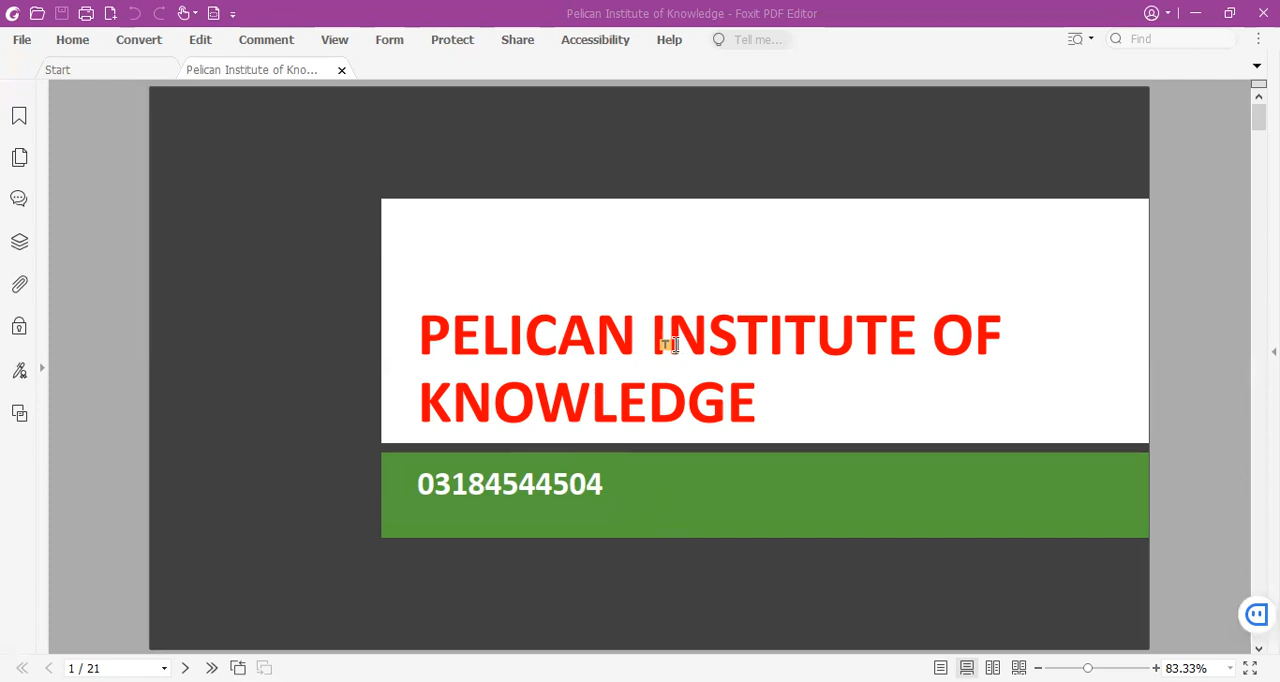 Pelican Institute of Knowledge - Foxit PDF Editor
File Home Convert Edit Comment View Form Protect Share Accessibility Help Tell me... Find
Start Pelican Institute of Kno...
PELICAN INSTITUTE OF
KNOWLEDGE
03184544504
1 / 21 83.33%